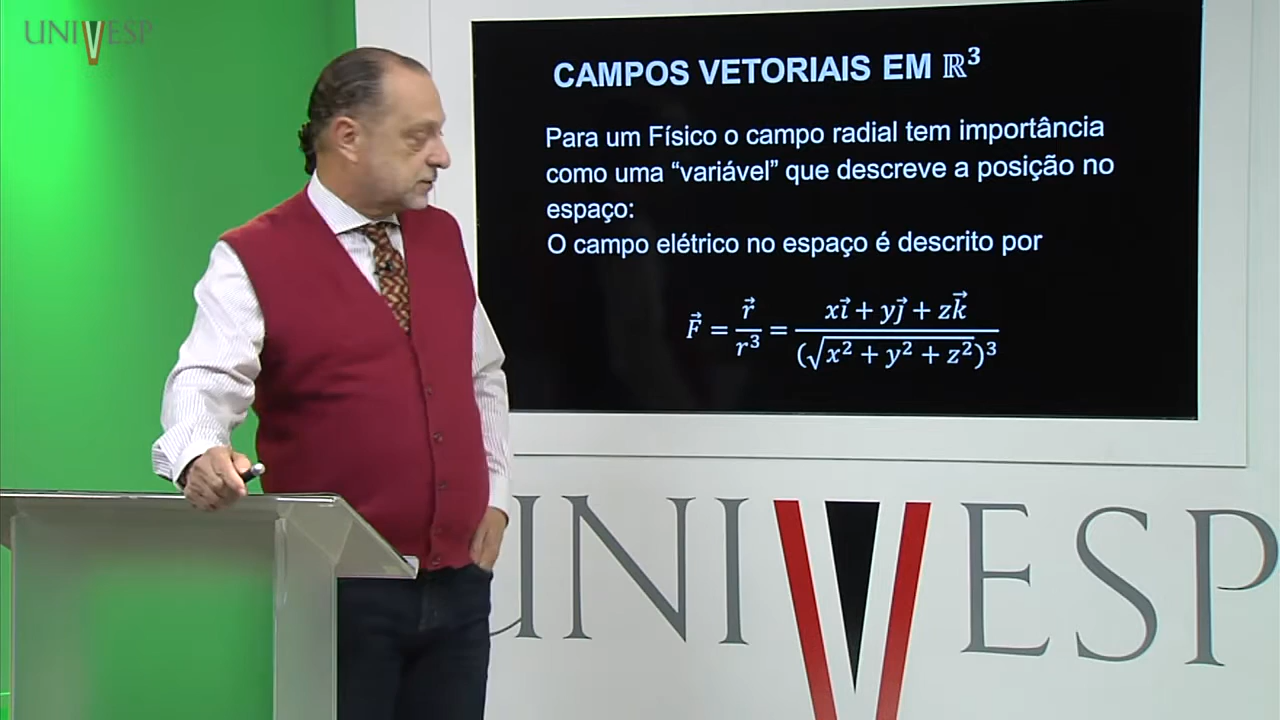 UNIVESP
CAMPOS VETORIAIS EM ℝ³
Para um Físico o campo radial tem importância
como uma “variável” que descreve a posição no
espaço:
O campo elétrico no espaço é descrito por
F⃗ = r⃗/r³ = (xi⃗ + yj⃗ + zk⃗)/(√(x² + y² + z²))³
UNIVESP